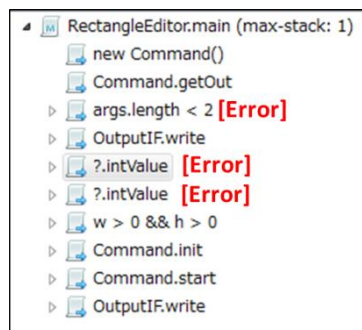 RectangleEditor.main (max-stack: 1)
new Command()
Command.getOut
args.length < 2 [Error]
OutputIF.write
?.intValue [Error]
?.intValue [Error]
w > 0 && h > 0
Command.init
Command.start
OutputIF.write